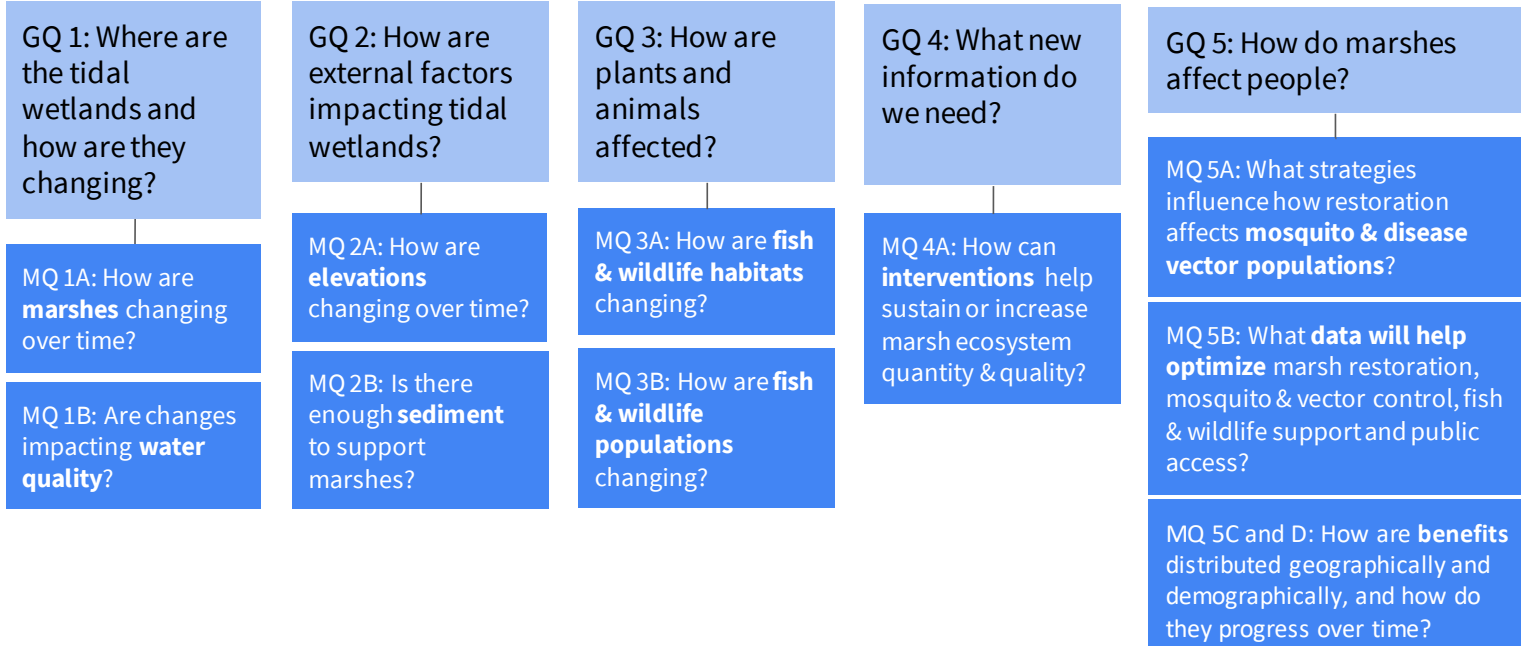 GQ 1: Where are
the tidal
wetlands and
how are they
changing?
MQ 1A: How are
marshes changing
over time?
MQ 1B: Are changes
impacting water
quality?
GQ 2: How are
external factors
impacting tidal
wetlands?
MQ 2A: How are
elevations
changing over time?
MQ 2B: Is there
enough sediment
to support
marshes?
GQ 3: How are
plants and
animals
affected?
MQ 3A: How are fish
& wildlife habitats
changing?
MQ 3B: How are fish
& wildlife
populations
changing?
GQ 4: What new
information do
we need?
MQ 4A: How can
interventions help
sustain or increase
marsh ecosystem
quantity & quality?
GQ 5: How do marshes
affect people?
MQ 5A: What strategies
influence how restoration
affects mosquito & disease
vector populations?
MQ 5B: What data will help
optimize marsh restoration,
mosquito & vector control, fish
& wildlife support and public
access?
MQ 5C and D: How are benefits
distributed geographically and
demographically, and how do
they progress over time?